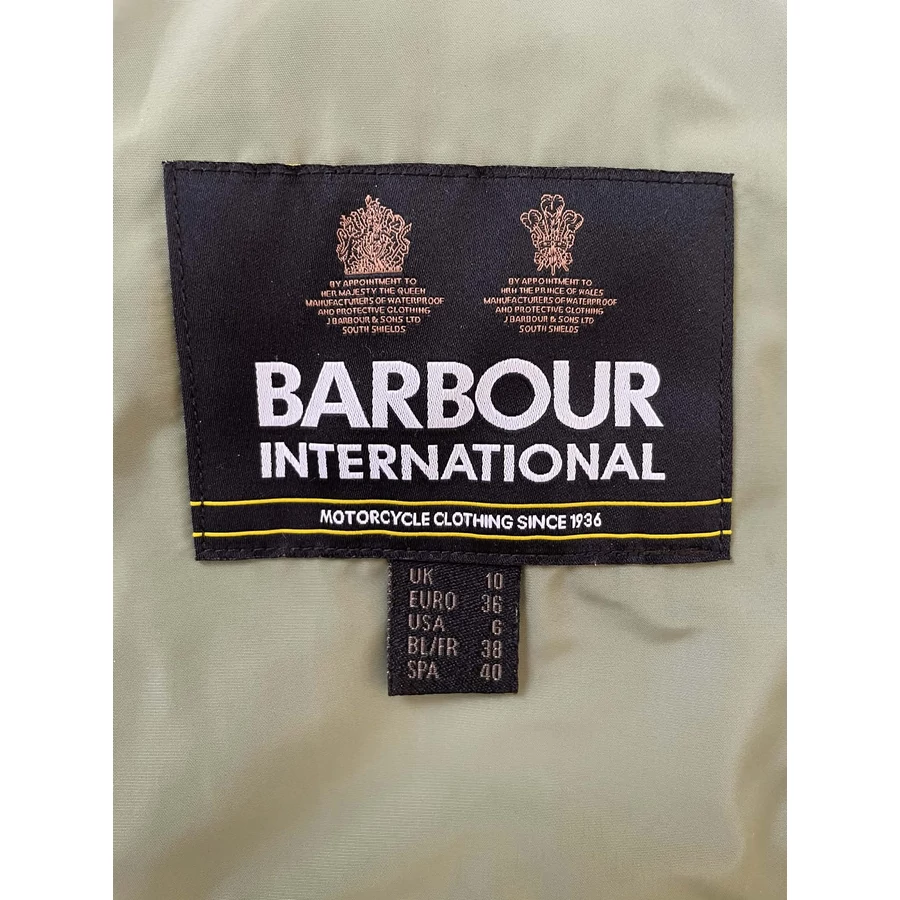 BY APPOINTMENT TO
HER MAJESTY THE QUEEN
MANUFACTURERS OF WATERPROOF
AND PROTECTIVE CLOTHING
J BARBOUR & SONS LTD
SOUTH SHIELDS
BY APPOINTMENT TO
HRH THE PRINCE OF WALES
MANUFACTURERS OF WATERPROOF
AND PROTECTIVE CLOTHING
J BARBOUR & SONS LTD
SOUTH SHIELDS
BARBOUR
INTERNATIONAL
MOTORCYCLE CLOTHING SINCE 1936
UK 10
EURO 36
USA 6
BL/FR 38
SPA 40